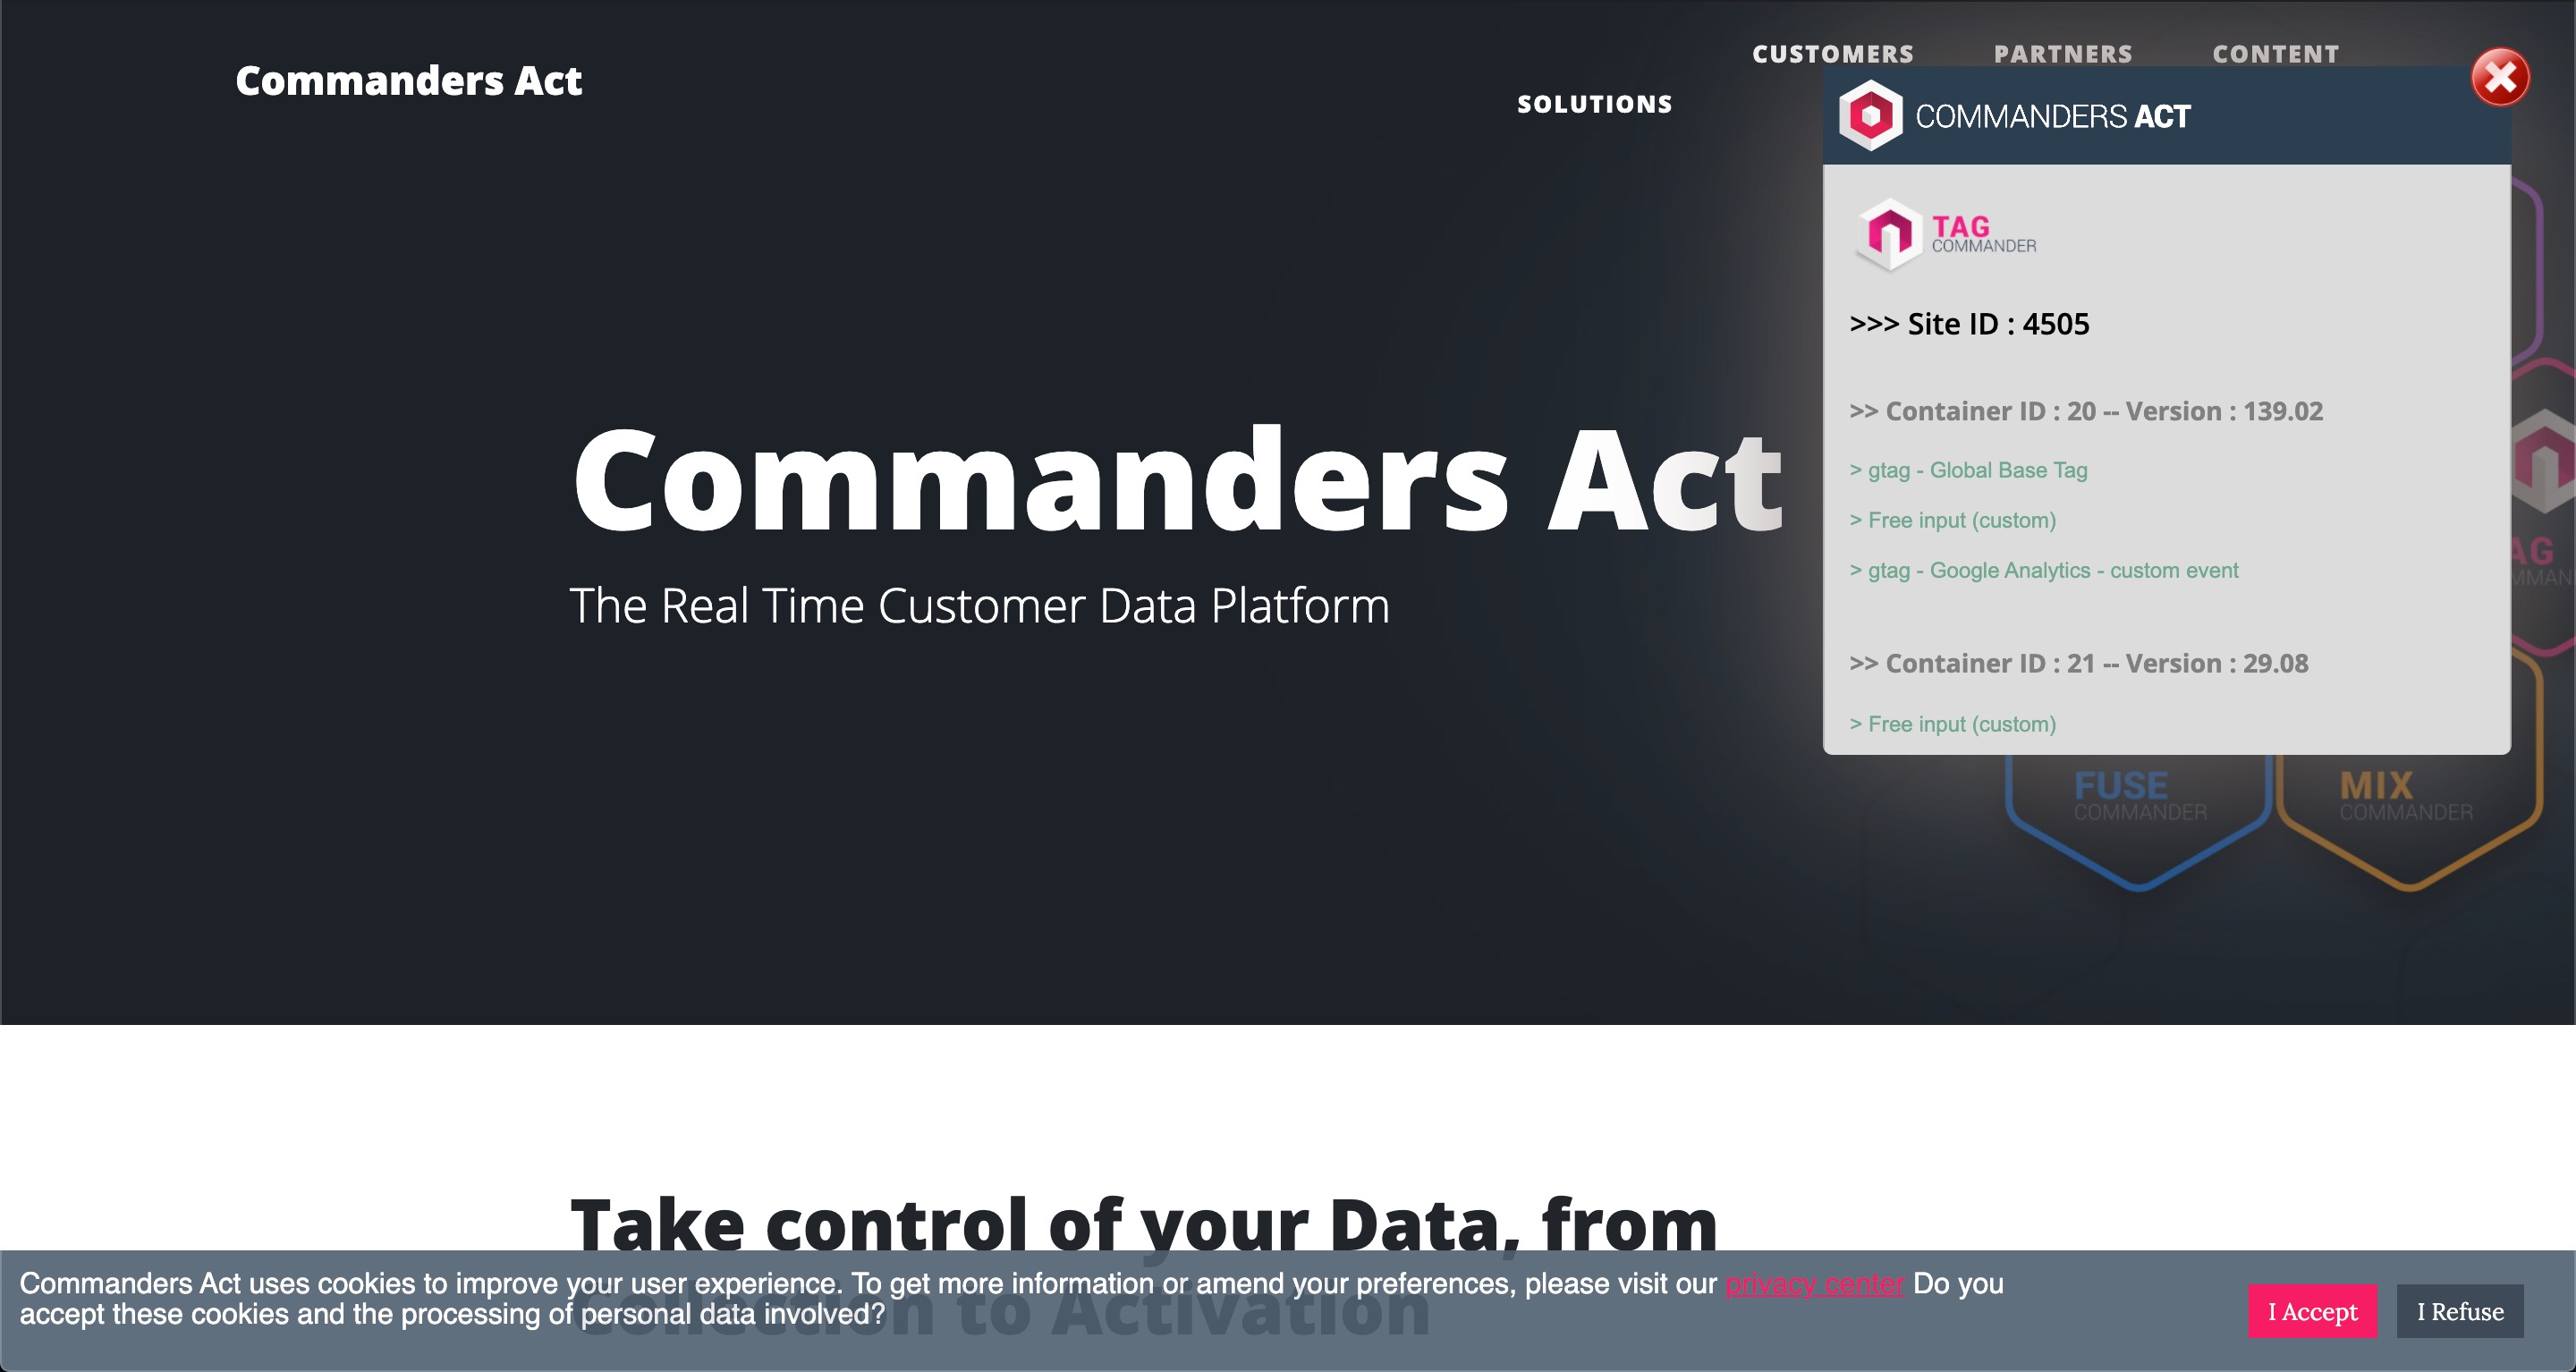 Commanders Act
CUSTOMERS PARTNERS CONTENT
SOLUTIONS
COMMANDERS ACT
TAG
COMMANDER
>>> Site ID : 4505
>> Container ID : 20 -- Version : 139.02
> gtag - Global Base Tag
> Free input (custom)
> gtag - Google Analytics - custom event
>> Container ID : 21 -- Version : 29.08
> Free input (custom)
Commanders Act
The Real Time Customer Data Platform
AG
MMAN
FUSE
COMMANDER
MIX
COMMANDER
Take control of your Data, from
Collection to Activation
Commanders Act uses cookies to improve your user experience. To get more information or amend your preferences, please visit our privacy center Do you
accept these cookies and the processing of personal data involved?
I Accept
I Refuse